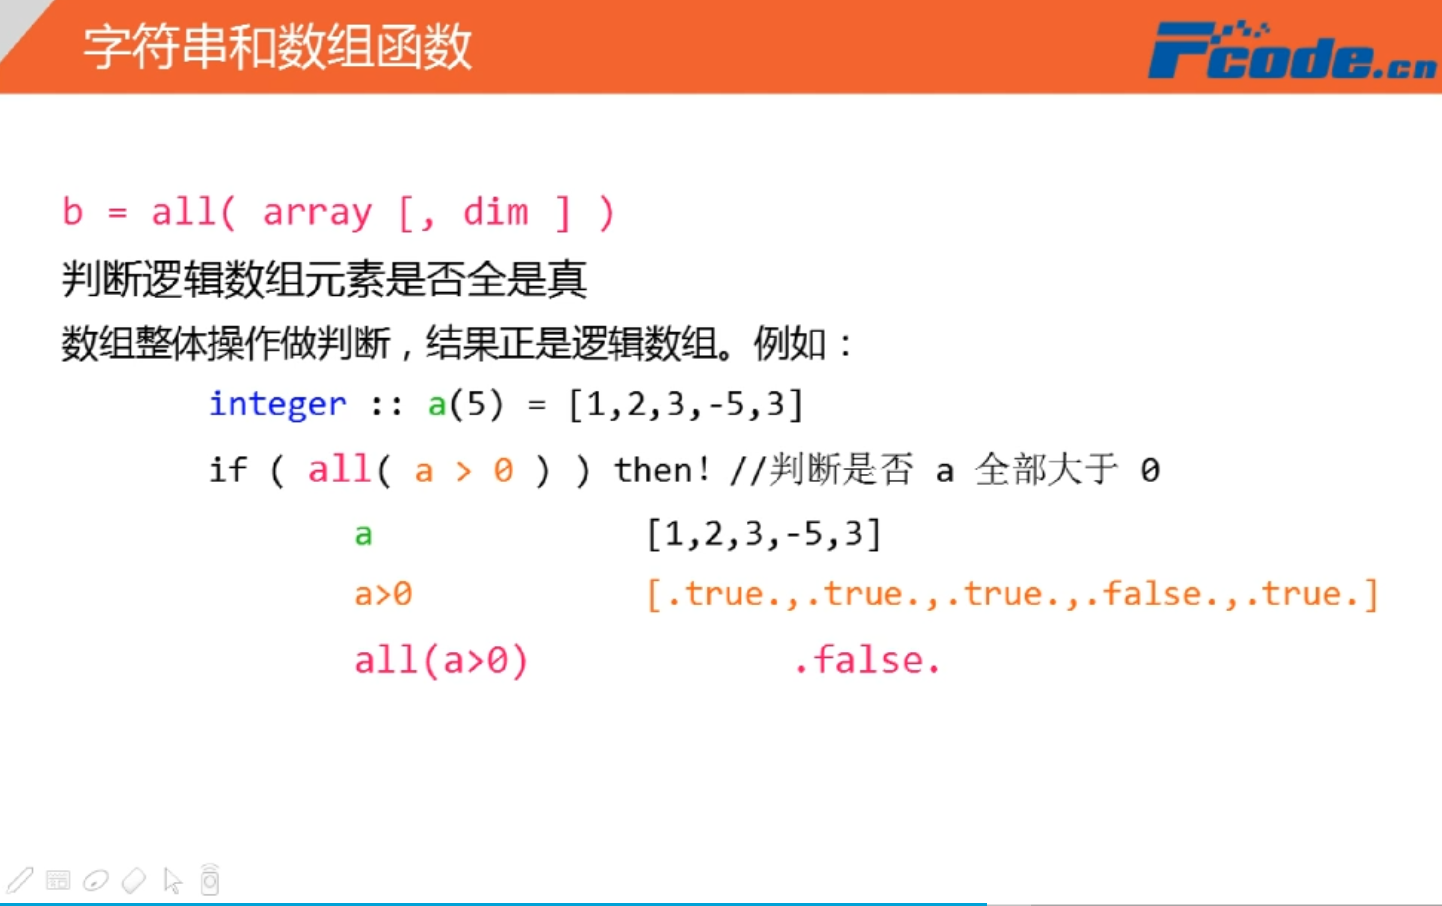 字符串和数组函数
Fcode.cn
b = all( array [, dim ] )
判断逻辑数组元素是否全是真
数组整体操作做判断，结果正是逻辑数组。例如：
integer :: a(5) = [1,2,3,-5,3]
if ( all( a > 0 ) ) then! //判断是否 a 全部大于 0
a [1,2,3,-5,3]
a>0 [.true.,.true.,.true.,.false.,.true.]
all(a>0) .false.